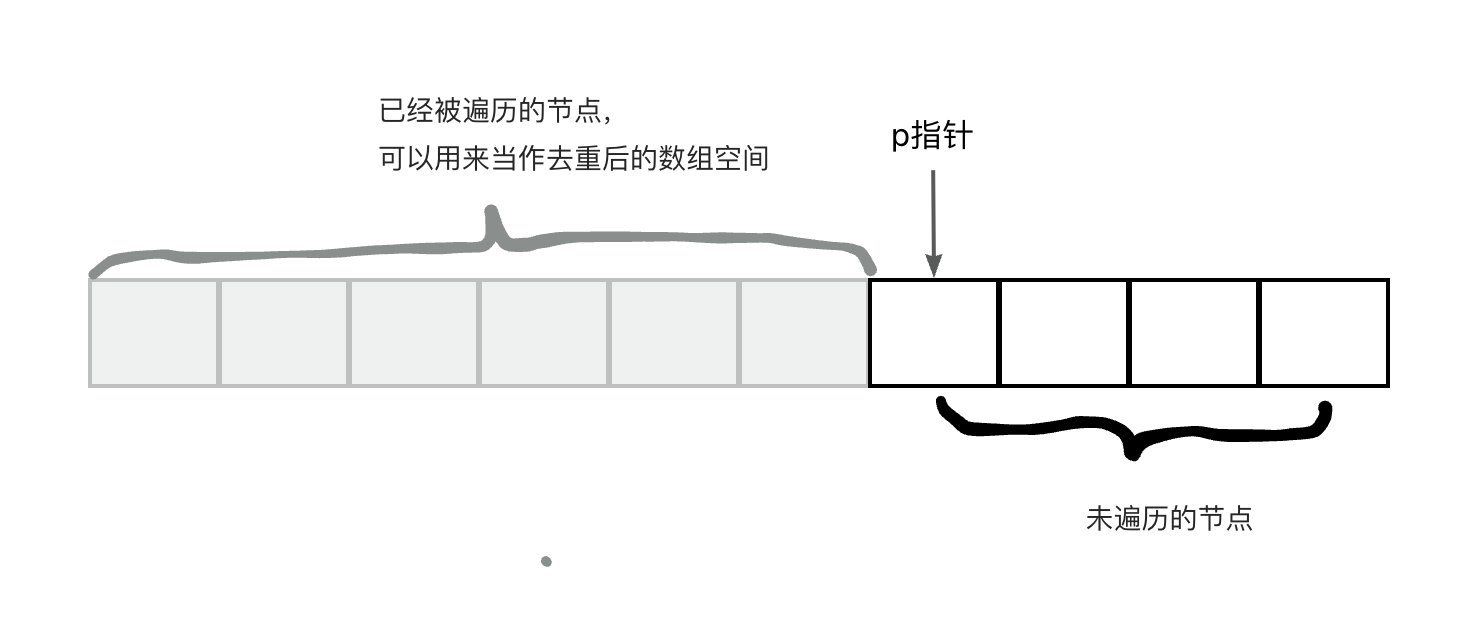 已经被遍历的节点，
可以用来当作去重后的数组空间
p指针
未遍历的节点